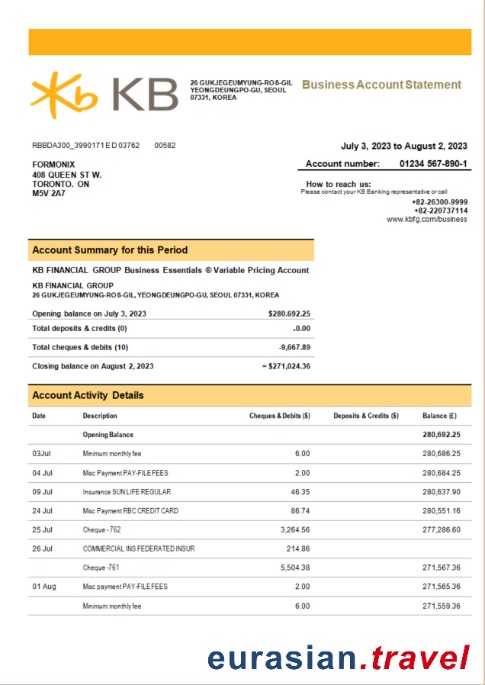 Kb KB
26 GUKJEGEUMYUNG-RO8-GIL
YEONGDEUNGPO-GU, SEOUL
07331, KOREA
Business Account Statement
RBBDA300_3990171 E D 03762 00582
July 3, 2023 to August 2, 2023
FORMONIX
408 QUEEN ST W.
TORONTO. ON
M5V 2A7
Account number: 01234 567-890-1
How to reach us:
Please contact your KB Banking representative or call
+82-26300-9999
+82-220737114
www.kbfg.com/business
Account Summary for this Period
KB FINANCIAL GROUP Business Essentials ® Variable Pricing Account
KB FINANCIAL GROUP
26 GUKJEGEUMYUNG-RO8-GIL, YEONGDEUNGPO-GU, SEOUL 07331, KOREA
Opening balance on July 3, 2023 $280.692.25
Total deposits & credits (0) .0.00
Total cheques & debits (10) -9,667.89
Closing balance on August 2, 2023 = $271,024.36
Account Activity Details
Date Description Cheques & Debits ($) Deposits & Credits ($) Balance (£)
Opening Balance 280,692.25
03Jul Minimum monthly fee 6.00 280,686.25
04 Jul Misc Payment PAY-FILE FEES 2.00 280,684.25
09 Jul Insurance SUN LIFE REGULAR 46.35 280,637.90
24 Jul Misc Payment RBC CREDIT CARD 86.74 280,551.16
25 Jul Cheque -762 3,264.56 277,286.60
26 Jul COMMERCIAL INS FEDERATED INSUR 214.86
Cheque -761 5,504.38 271,567.36
01 Aug Misc payment PAY-FILE FEES 2.00 271,565.36
Minimum monthly fee 6.00 271,559.36
eurasian.travel